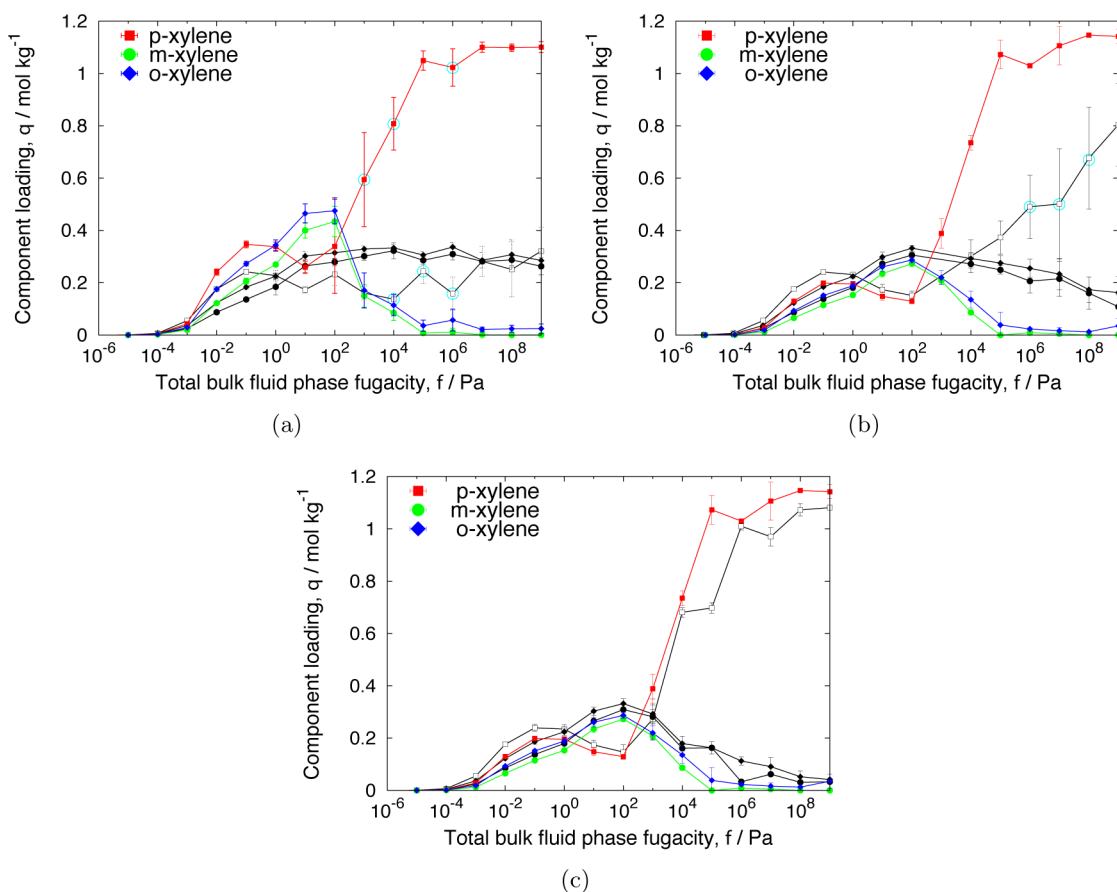 1.2
1
0.8
0.6
0.4
0.2
0
Component loading, q / mol kg⁻¹
p-xylene
m-xylene
o-xylene
10⁻⁶ 10⁻⁴ 10⁻² 10⁰ 10² 10⁴ 10⁶ 10⁸
Total bulk fluid phase fugacity, f / Pa
(a)
1.2
1
0.8
0.6
0.4
0.2
0
Component loading, q / mol kg⁻¹
p-xylene
m-xylene
o-xylene
10⁻⁶ 10⁻⁴ 10⁻² 10⁰ 10² 10⁴ 10⁶ 10⁸
Total bulk fluid phase fugacity, f / Pa
(b)
1.2
1
0.8
0.6
0.4
0.2
0
Component loading, q / mol kg⁻¹
p-xylene
m-xylene
o-xylene
10⁻⁶ 10⁻⁴ 10⁻² 10⁰ 10² 10⁴ 10⁶ 10⁸
Total bulk fluid phase fugacity, f / Pa
(c)